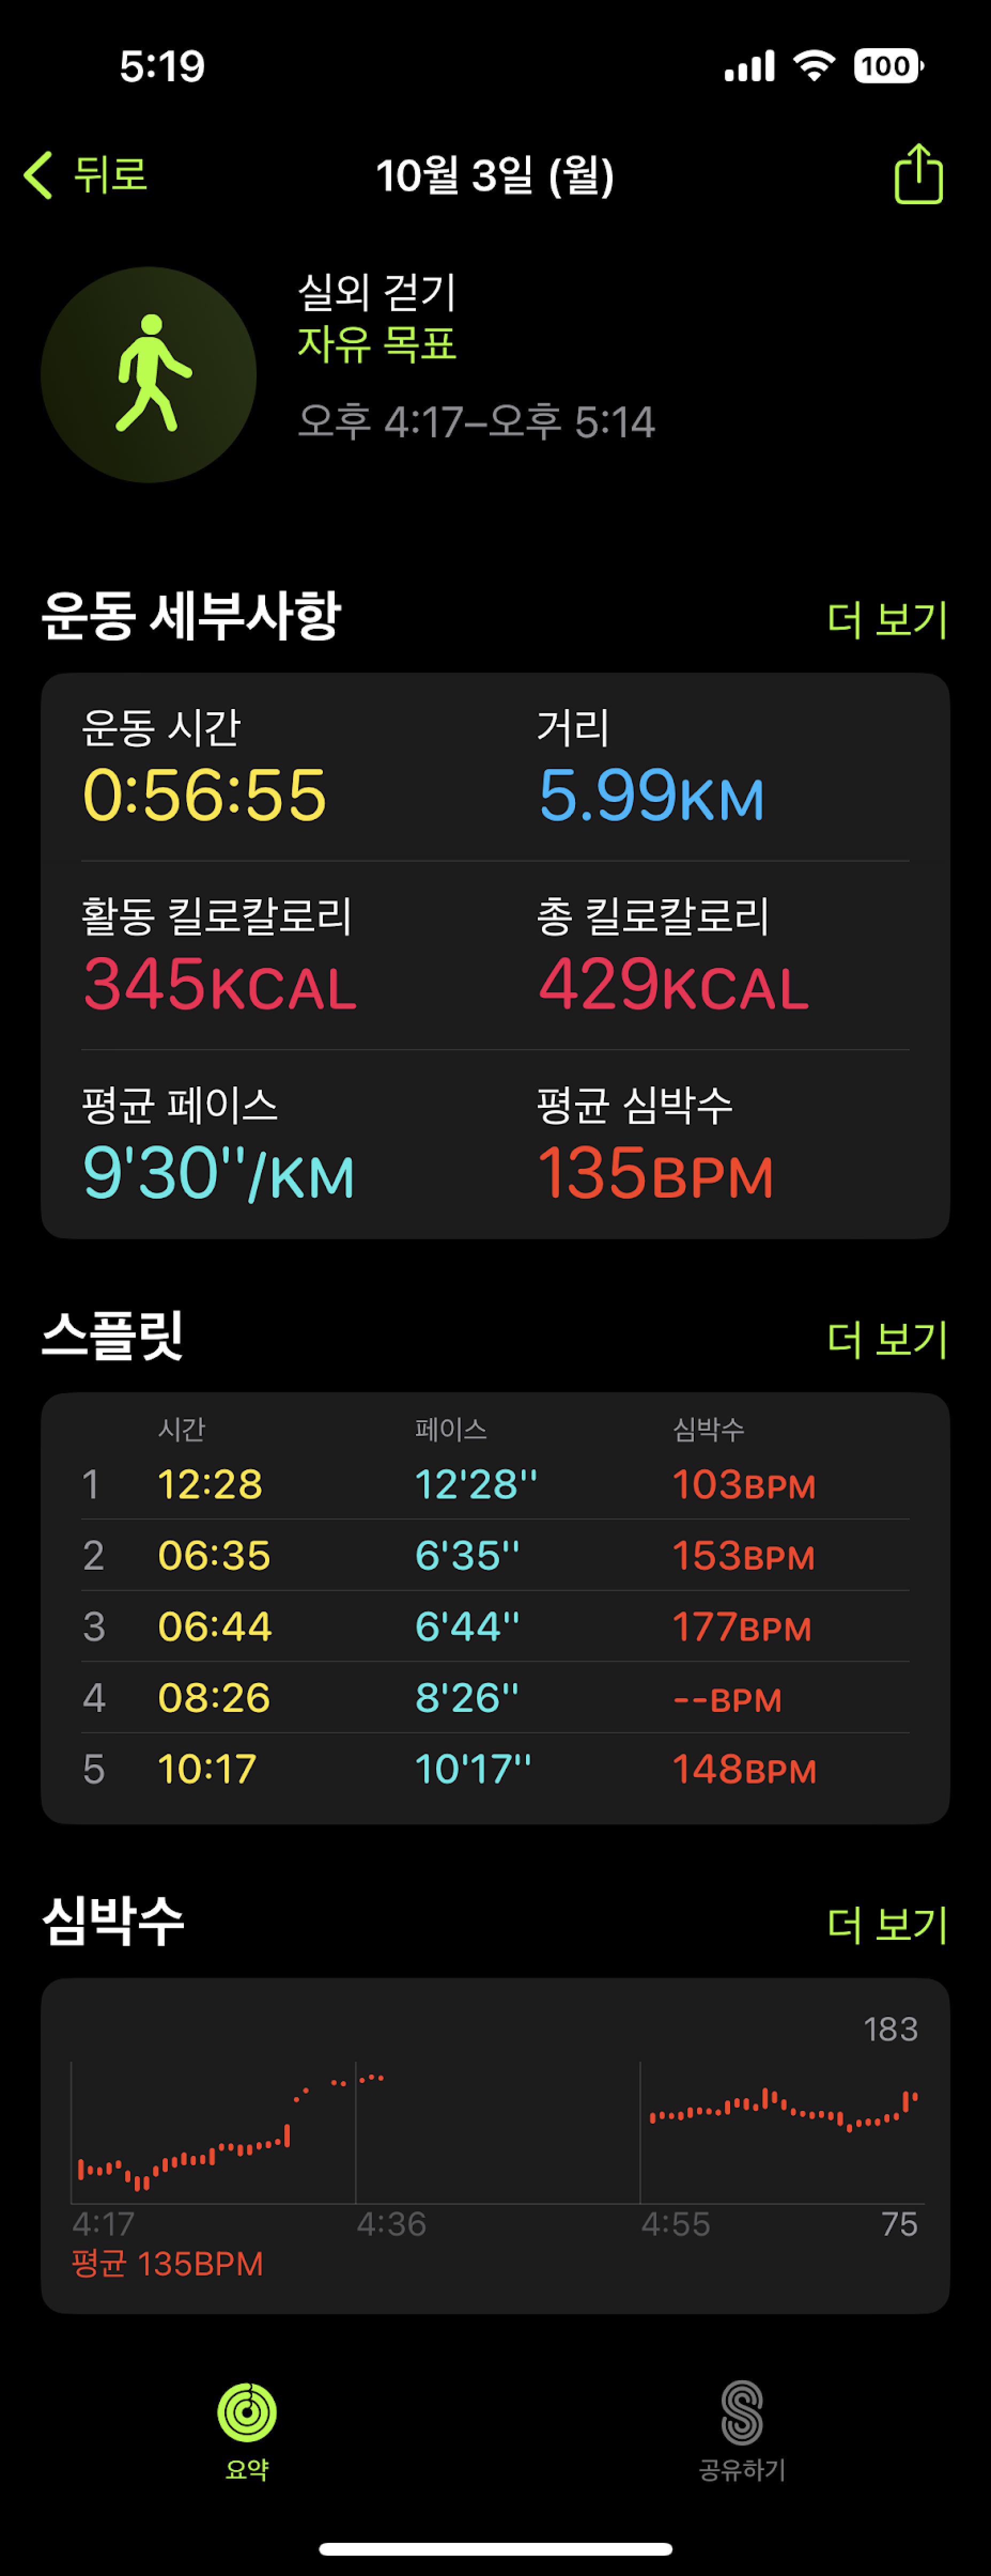 5:19
100
뒤로
10월 3일 (월)
실외 걷기
자유 목표
오후 4:17–오후 5:14
운동 세부사항
더 보기
운동 시간 거리
0:56:55 5.99KM
활동 킬로칼로리 총 킬로칼로리
345KCAL 429KCAL
평균 페이스 평균 심박수
9'30''/KM 135BPM
스플릿
더 보기
시간 페이스 심박수
1 12:28 12'28'' 103BPM
2 06:35 6'35'' 153BPM
3 06:44 6'44'' 177BPM
4 08:26 8'26'' --BPM
5 10:17 10'17'' 148BPM
심박수
더 보기
183
4:17 4:36 4:55 75
평균 135BPM
요약 공유하기